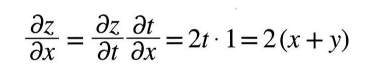 ∂z/∂x = ∂z/∂t ∂t/∂x = 2t · 1 = 2(x + y)